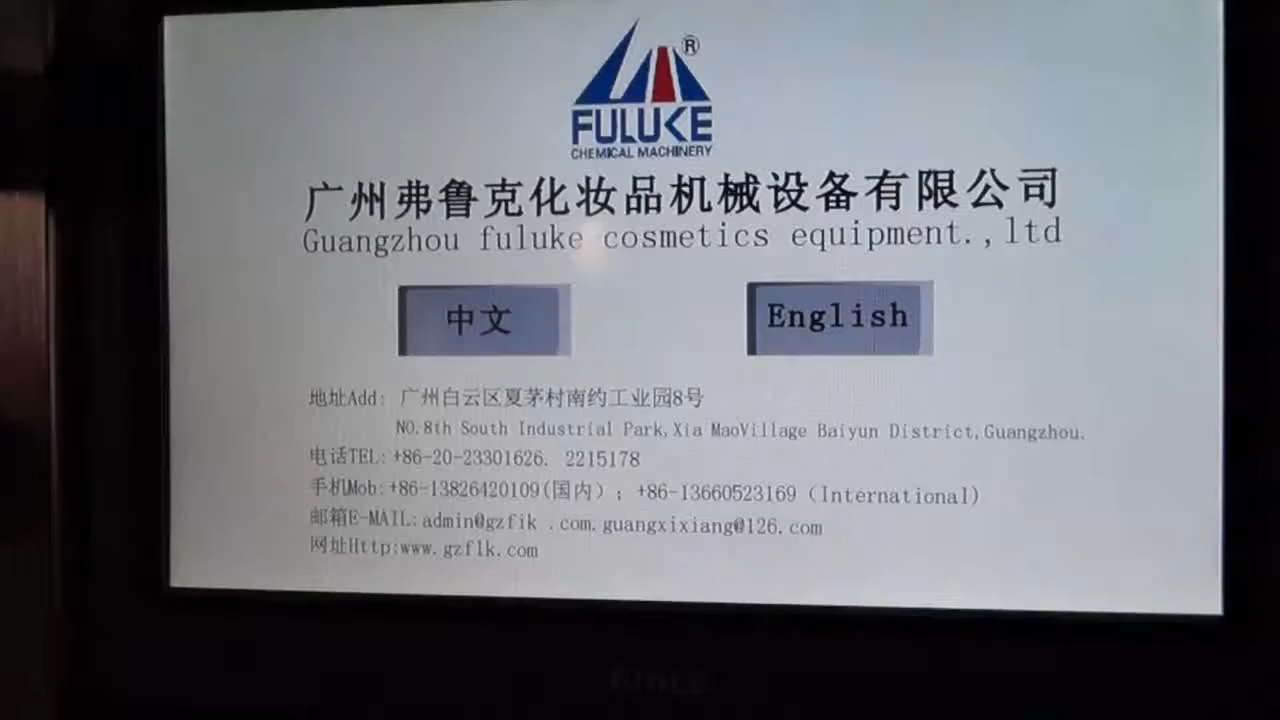 ®
FULUKE
CHEMICAL MACHINERY
广州弗鲁克化妆品机械设备有限公司
Guangzhou fuluke cosmetics equipment.,ltd
中文 English
地址Add: 广州白云区夏茅村南约工业园8号
NO.8th South Industrial Park,Xia MaoVillage Baiyun District,Guangzhou.
电话TEL: +86-20-23301626. 2215178
手机Mob:+86-13826420109(国内); +86-13660523169 (International)
邮箱E-MAIL:admin@gzfik .com.guangxixiang@126.com
网址Http:www.gzflk.com